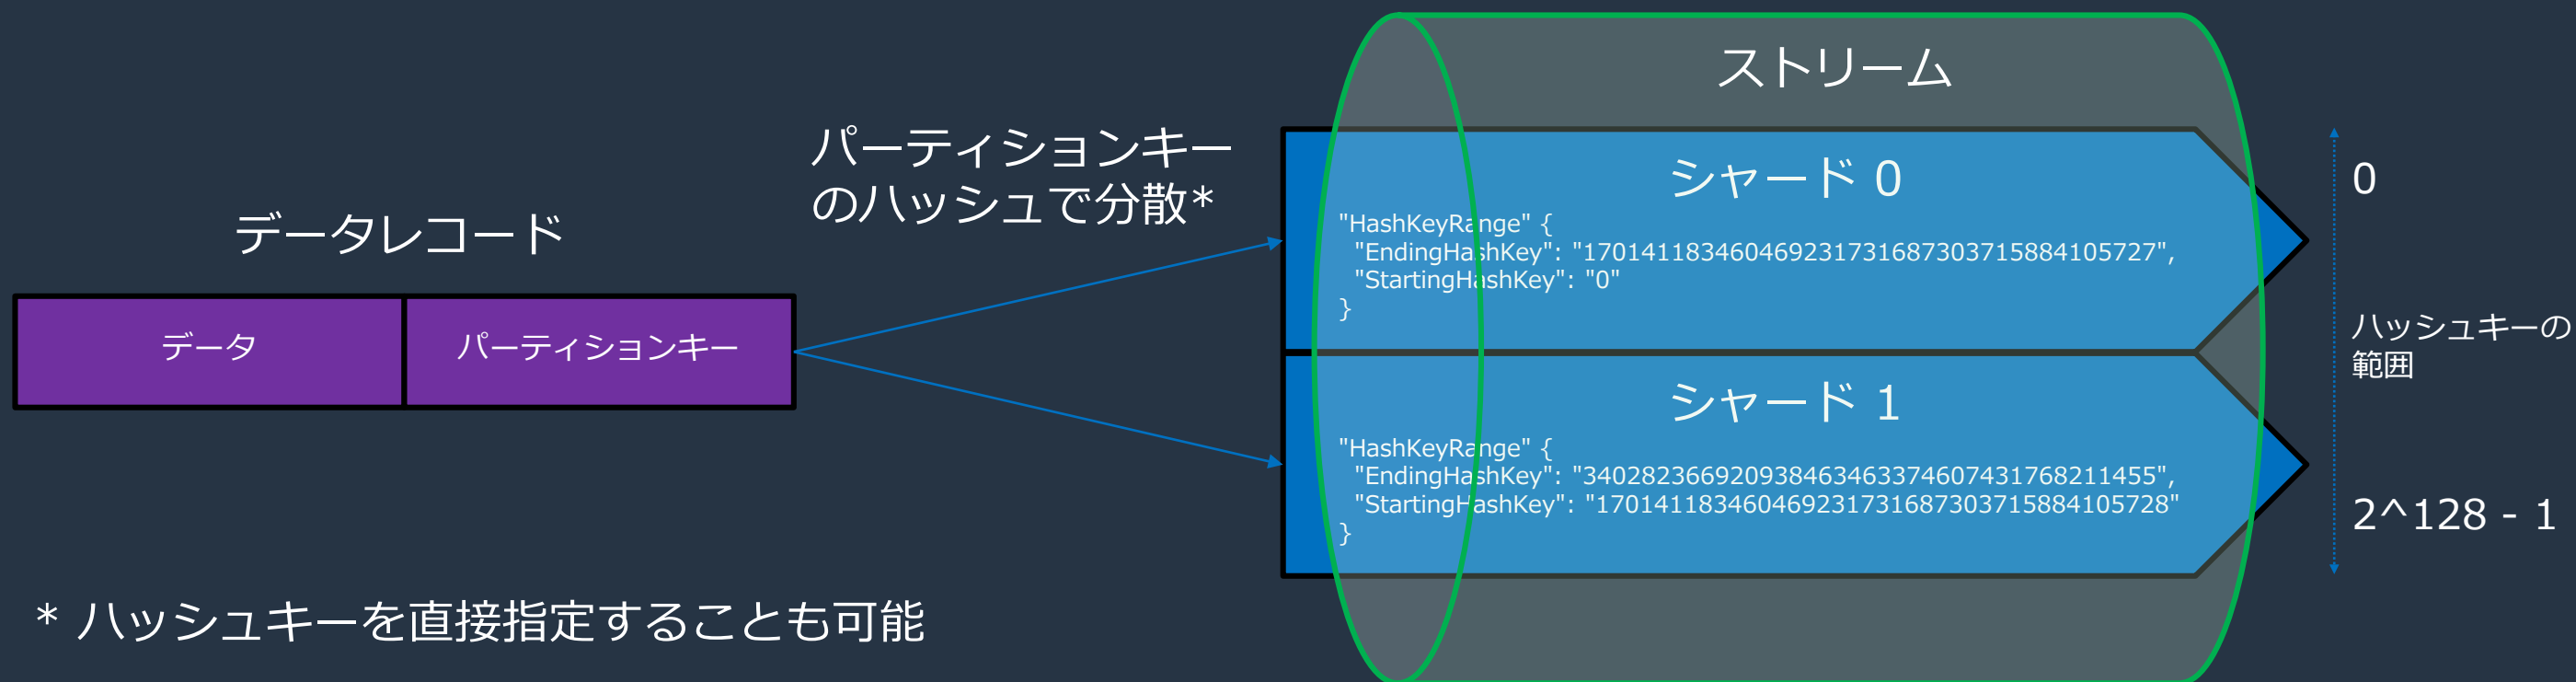 ストリーム
パーティションキー
のハッシュで分散*
データレコード
データ
パーティションキー
シャード 0
"HashKeyRange" {
"EndingHashKey": "170141183460469231731687303715884105727",
"StartingHashKey": "0"
}
シャード 1
"HashKeyRange" {
"EndingHashKey": "340282366920938463463374607431768211455",
"StartingHashKey": "170141183460469231731687303715884105728"
}
0
ハッシュキーの
範囲
2^128 - 1
* ハッシュキーを直接指定することも可能